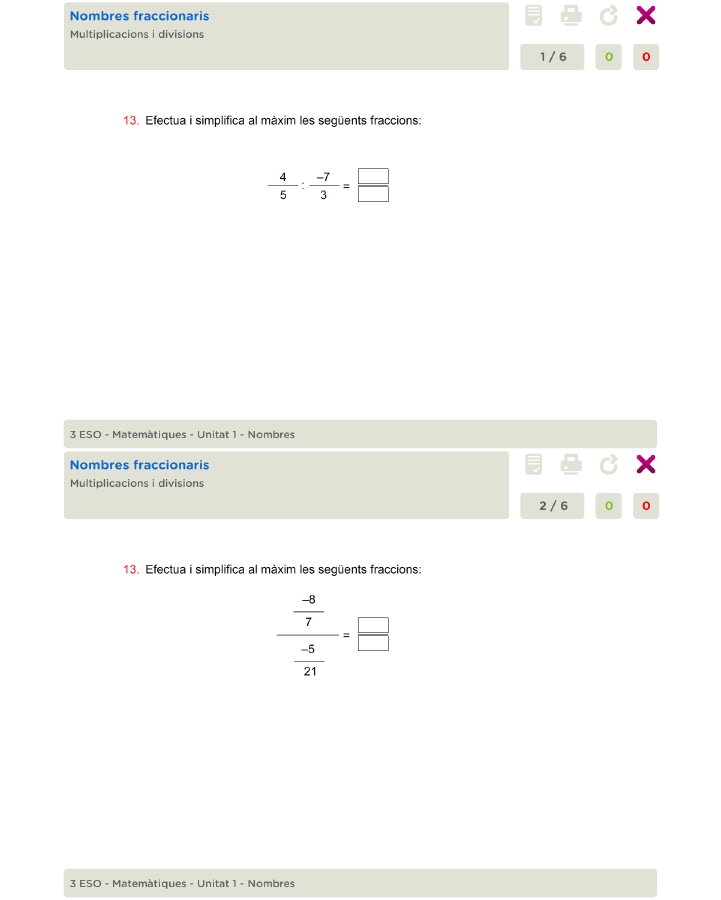 Nombres fraccionaris
Multiplicacions i divisions
1 / 6
0
0
13. Efectua i simplifica al màxim les següents fraccions:
4 –7
: =
5 3
3 ESO - Matemàtiques - Unitat 1 - Nombres
Nombres fraccionaris
Multiplicacions i divisions
2 / 6
0
0
13. Efectua i simplifica al màxim les següents fraccions:
–8
7
=
–5
21
3 ESO - Matemàtiques - Unitat 1 - Nombres